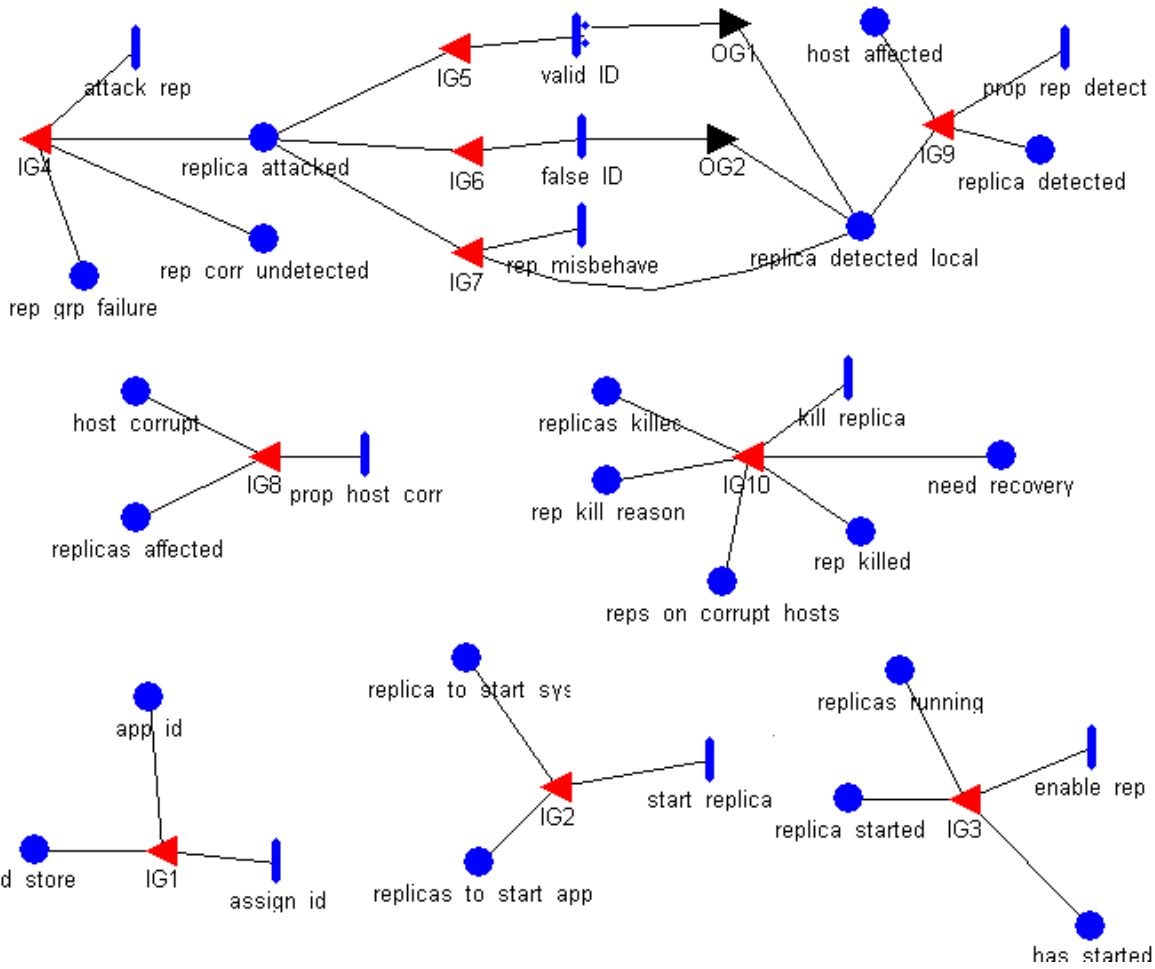 OG1
host affected
IG5
valid ID
attack rep
prop rep detect
IG4
replica attacked
IG6
false ID
OG2
IG9
replica detected
rep corr undetected
IG7
rep misbehave
replica detected local
rep grp failure
host corrupt
replicas killed
kill replica
IG8
prop host corr
IG10
need recovery
rep kill reason
replicas affected
rep killed
reps on corrupt hosts
replica to start sys
replicas running
app id
start replica
enable rep
IG2
replica started
IG3
d store
IG1
assign id
replicas to start app
has started